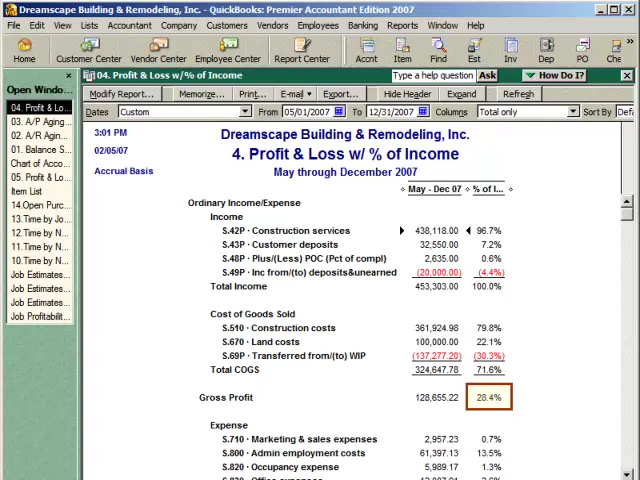 Dreamscape Building & Remodeling, Inc. - QuickBooks: Premier Accountant Edition 2007
File Edit View Lists Accountant Company Customers Vendors Employees Banking Reports Window Help
Home Customer Center Vendor Center Employee Center Report Center Accnt Item Find Est Inv Dep PO Che
Open Windo...
04. Profit & Loss w/ % of Income Type a help question Ask How Do I?
Modify Report... Memorize... Print... E-mail Export... Hide Header Expand Refresh
Dates Custom From 05/01/2007 To 12/31/2007 Columns Total only Sort By Defa
04. Profit & Lo...
03. A/P Aging...
02. A/R Agin...
01. Balance S...
Chart of Acco...
05. Profit & Lo...
Item List
14.Open Purc...
13.Time by Jo...
12.Time by N...
11.Time by N...
10.Time by N...
Job Estimates...
Job Estimates...
Job Estimates...
Job Profitabilit...
3:01 PM
02/05/07
Accrual Basis
Dreamscape Building & Remodeling, Inc.
4. Profit & Loss w/ % of Income
May through December 2007
May - Dec 07 % of I...
Ordinary Income/Expense
Income
S.42P · Construction services 438,118.00 96.7%
S.43P · Customer deposits 32,550.00 7.2%
S.48P · Plus/(Less) POC (Pct of compl) 2,635.00 0.6%
S.49P · Inc from/(to) deposits&unearned (20,000.00) (4.4%)
Total Income 453,303.00 100.0%
Cost of Goods Sold
S.510 · Construction costs 361,924.98 79.8%
S.670 · Land costs 100,000.00 22.1%
S.69P · Transferred from/(to) WIP (137,277.20) (30.3%)
Total COGS 324,647.78 71.6%
Gross Profit 128,655.22 28.4%
Expense
S.710 · Marketing & sales expenses 2,957.23 0.7%
S.800 · Admin employment costs 61,397.13 13.5%
S.820 · Occupancy expense 5,989.17 1.3%